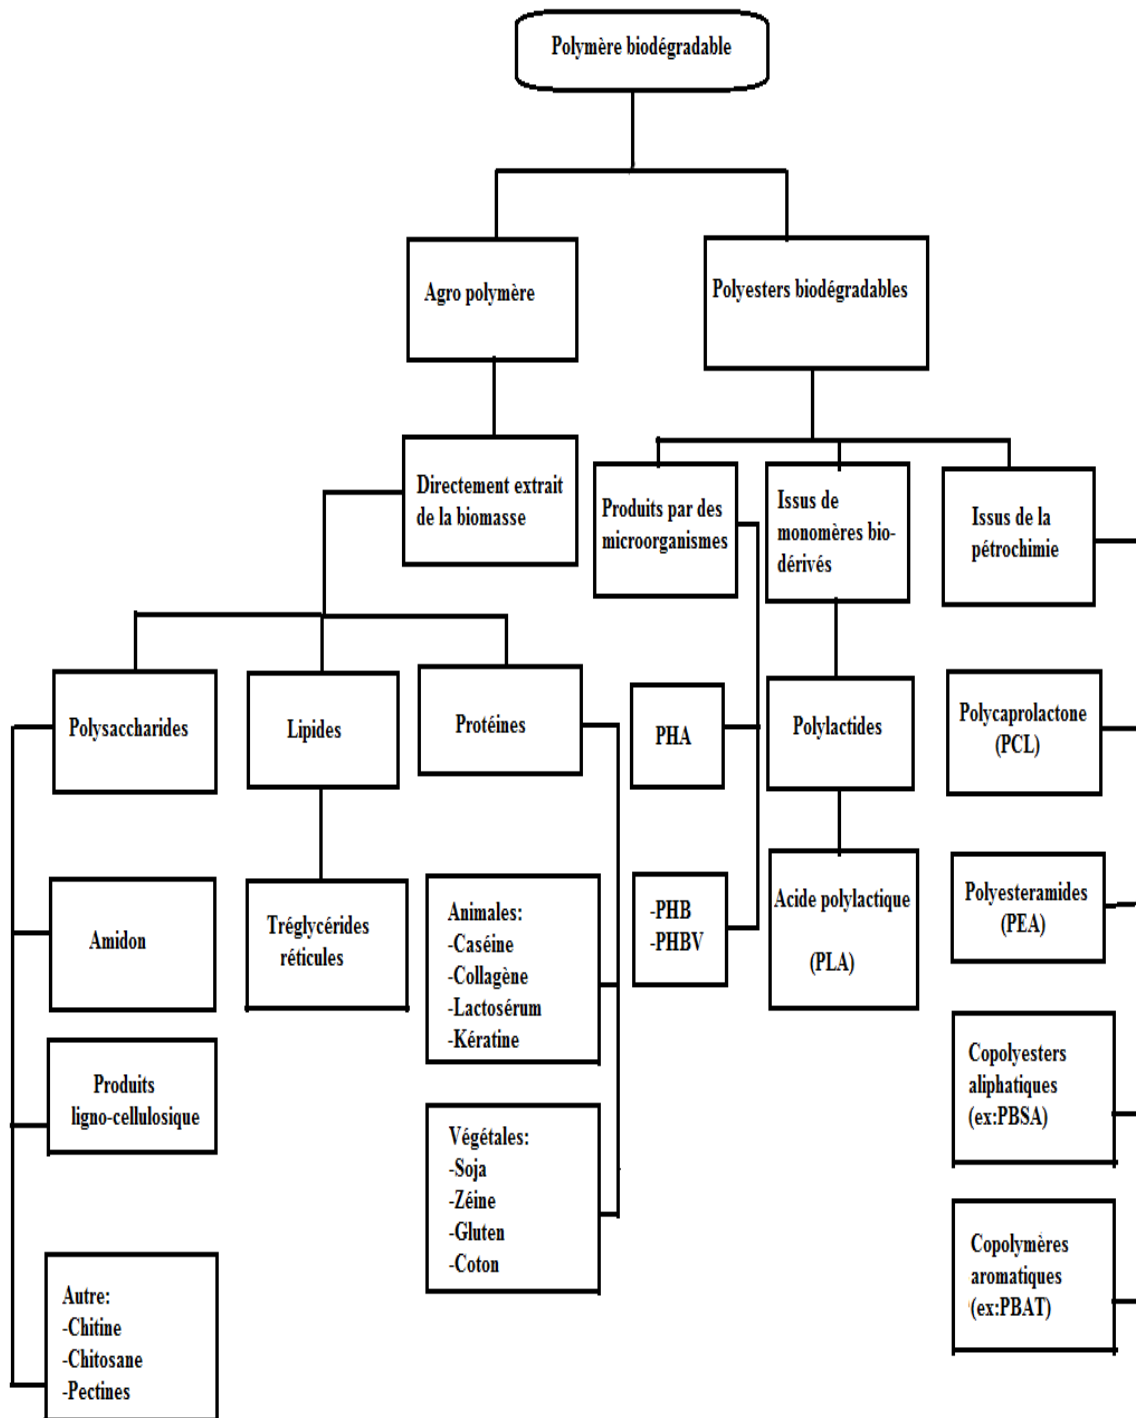 Polymère biodégradable
Agro polymère
Polyesters biodégradables
Directement extrait
de la biomasse
Produits par des
microorganismes
Issus de
monomères bio-
dérivés
Issus de la
pétrochimie
Polysaccharides
Lipides
Protéines
PHA
Polylactides
Polycaprolactone
(PCL)
Amidon
Tréglycérides
réticules
Animales:
-Caséine
-Collagène
-Lactosérum
-Kératine
-PHB
-PHBV
Acide polylactique
(PLA)
Polyesteramides
(PEA)
Produits
ligno-cellulosique
Copolyesters
aliphatiques
(ex:PBSA)
Végétales:
-Soja
-Zéine
-Gluten
-Coton
Copolymères
aromatiques
(ex:PBAT)
Autre:
-Chitine
-Chitosane
-Pectines